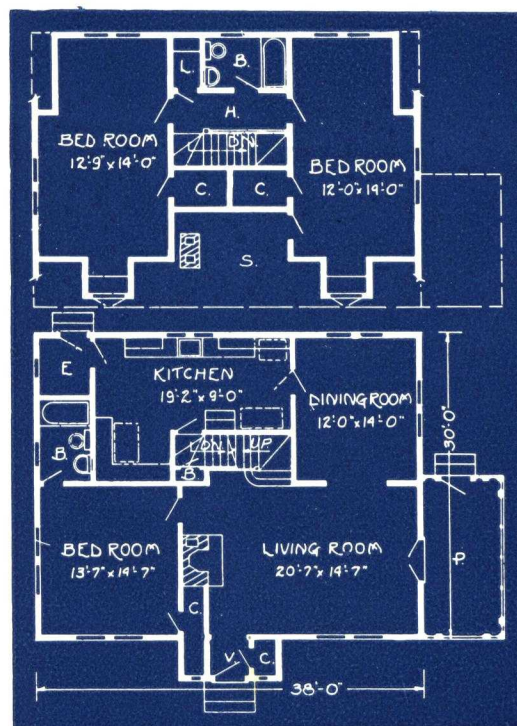 L.
B.
H.
BED ROOM
12'-9" x 14'-0"
DN.
BED ROOM
12'-0" x 14'-0"
C.
C.
S.
E
KITCHEN
19'-2" x 9'-0"
DINING ROOM
12'-0" x 14'-0"
30'-0"
B.
DN.
UP.
B.
BED ROOM
13'-7" x 14'-7"
LIVING ROOM
20'-7" x 14'-7"
P.
C.
V.
C.
38'-0"